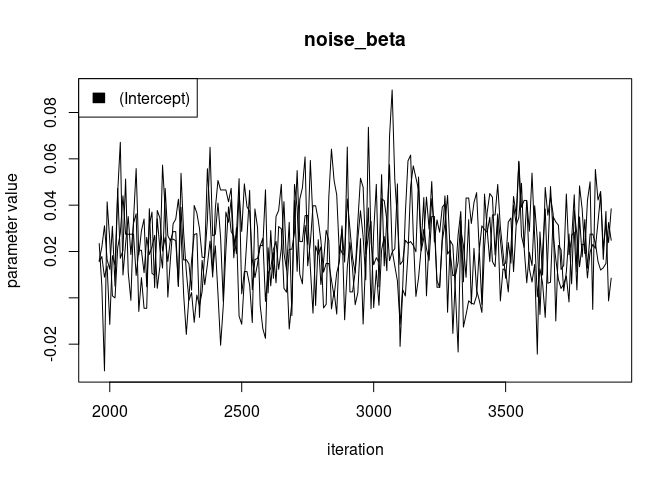 noise_beta
(Intercept)
0.08
0.06
0.04
0.02
-0.02
parameter value
2000 2500 3000 3500
iteration